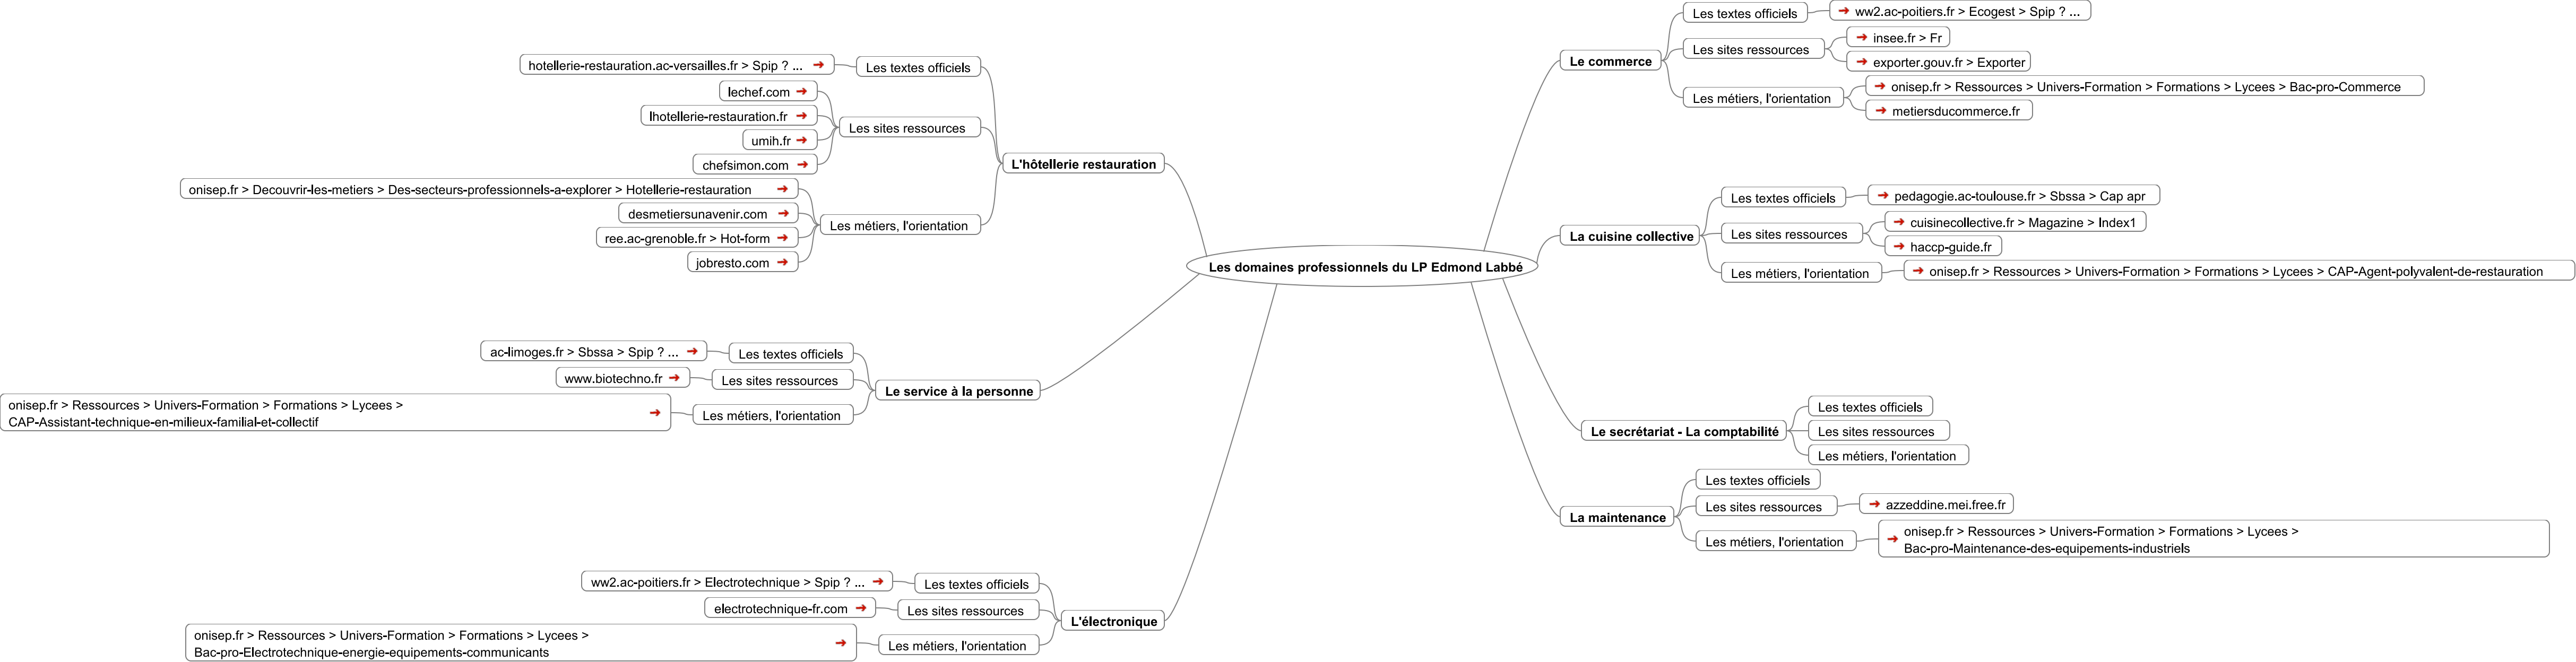 Les domaines professionnels du LP Edmond Labbé
Le commerce
Les textes officiels
ww2.ac-poitiers.fr > Ecogest > Spip ? ...
Les sites ressources
insee.fr > Fr
exporter.gouv.fr > Exporter
Les métiers, l'orientation
onisep.fr > Ressources > Univers-Formation > Formations > Lycees > Bac-pro-Commerce
metiersducommerce.fr
La cuisine collective
Les textes officiels
pedagogie.ac-toulouse.fr > Sbssa > Cap apr
Les sites ressources
cuisinecollective.fr > Magazine > Index1
haccp-guide.fr
Les métiers, l'orientation
onisep.fr > Ressources > Univers-Formation > Formations > Lycees > CAP-Agent-polyvalent-de-restauration
Le secrétariat - La comptabilité
Les textes officiels
Les sites ressources
Les métiers, l'orientation
La maintenance
Les textes officiels
Les sites ressources
azzeddine.mei.free.fr
Les métiers, l'orientation
onisep.fr > Ressources > Univers-Formation > Formations > Lycees >
Bac-pro-Maintenance-des-equipements-industriels
L'hôtellerie restauration
Les textes officiels
hotellerie-restauration.ac-versailles.fr > Spip ? ...
Les sites ressources
lechef.com
lhotellerie-restauration.fr
umih.fr
chefsimon.com
Les métiers, l'orientation
onisep.fr > Decouvrir-les-metiers > Des-secteurs-professionnels-a-explorer > Hotellerie-restauration
desmetiersunavenir.com
ree.ac-grenoble.fr > Hot-form
jobresto.com
Le service à la personne
Les textes officiels
ac-limoges.fr > Sbssa > Spip ? ...
Les sites ressources
www.biotechno.fr
Les métiers, l'orientation
onisep.fr > Ressources > Univers-Formation > Formations > Lycees >
CAP-Assistant-technique-en-milieux-familial-et-collectif
L'électronique
Les textes officiels
ww2.ac-poitiers.fr > Electrotechnique > Spip ? ...
Les sites ressources
electrotechnique-fr.com
Les métiers, l'orientation
onisep.fr > Ressources > Univers-Formation > Formations > Lycees >
Bac-pro-Electrotechnique-energie-equipements-communicants